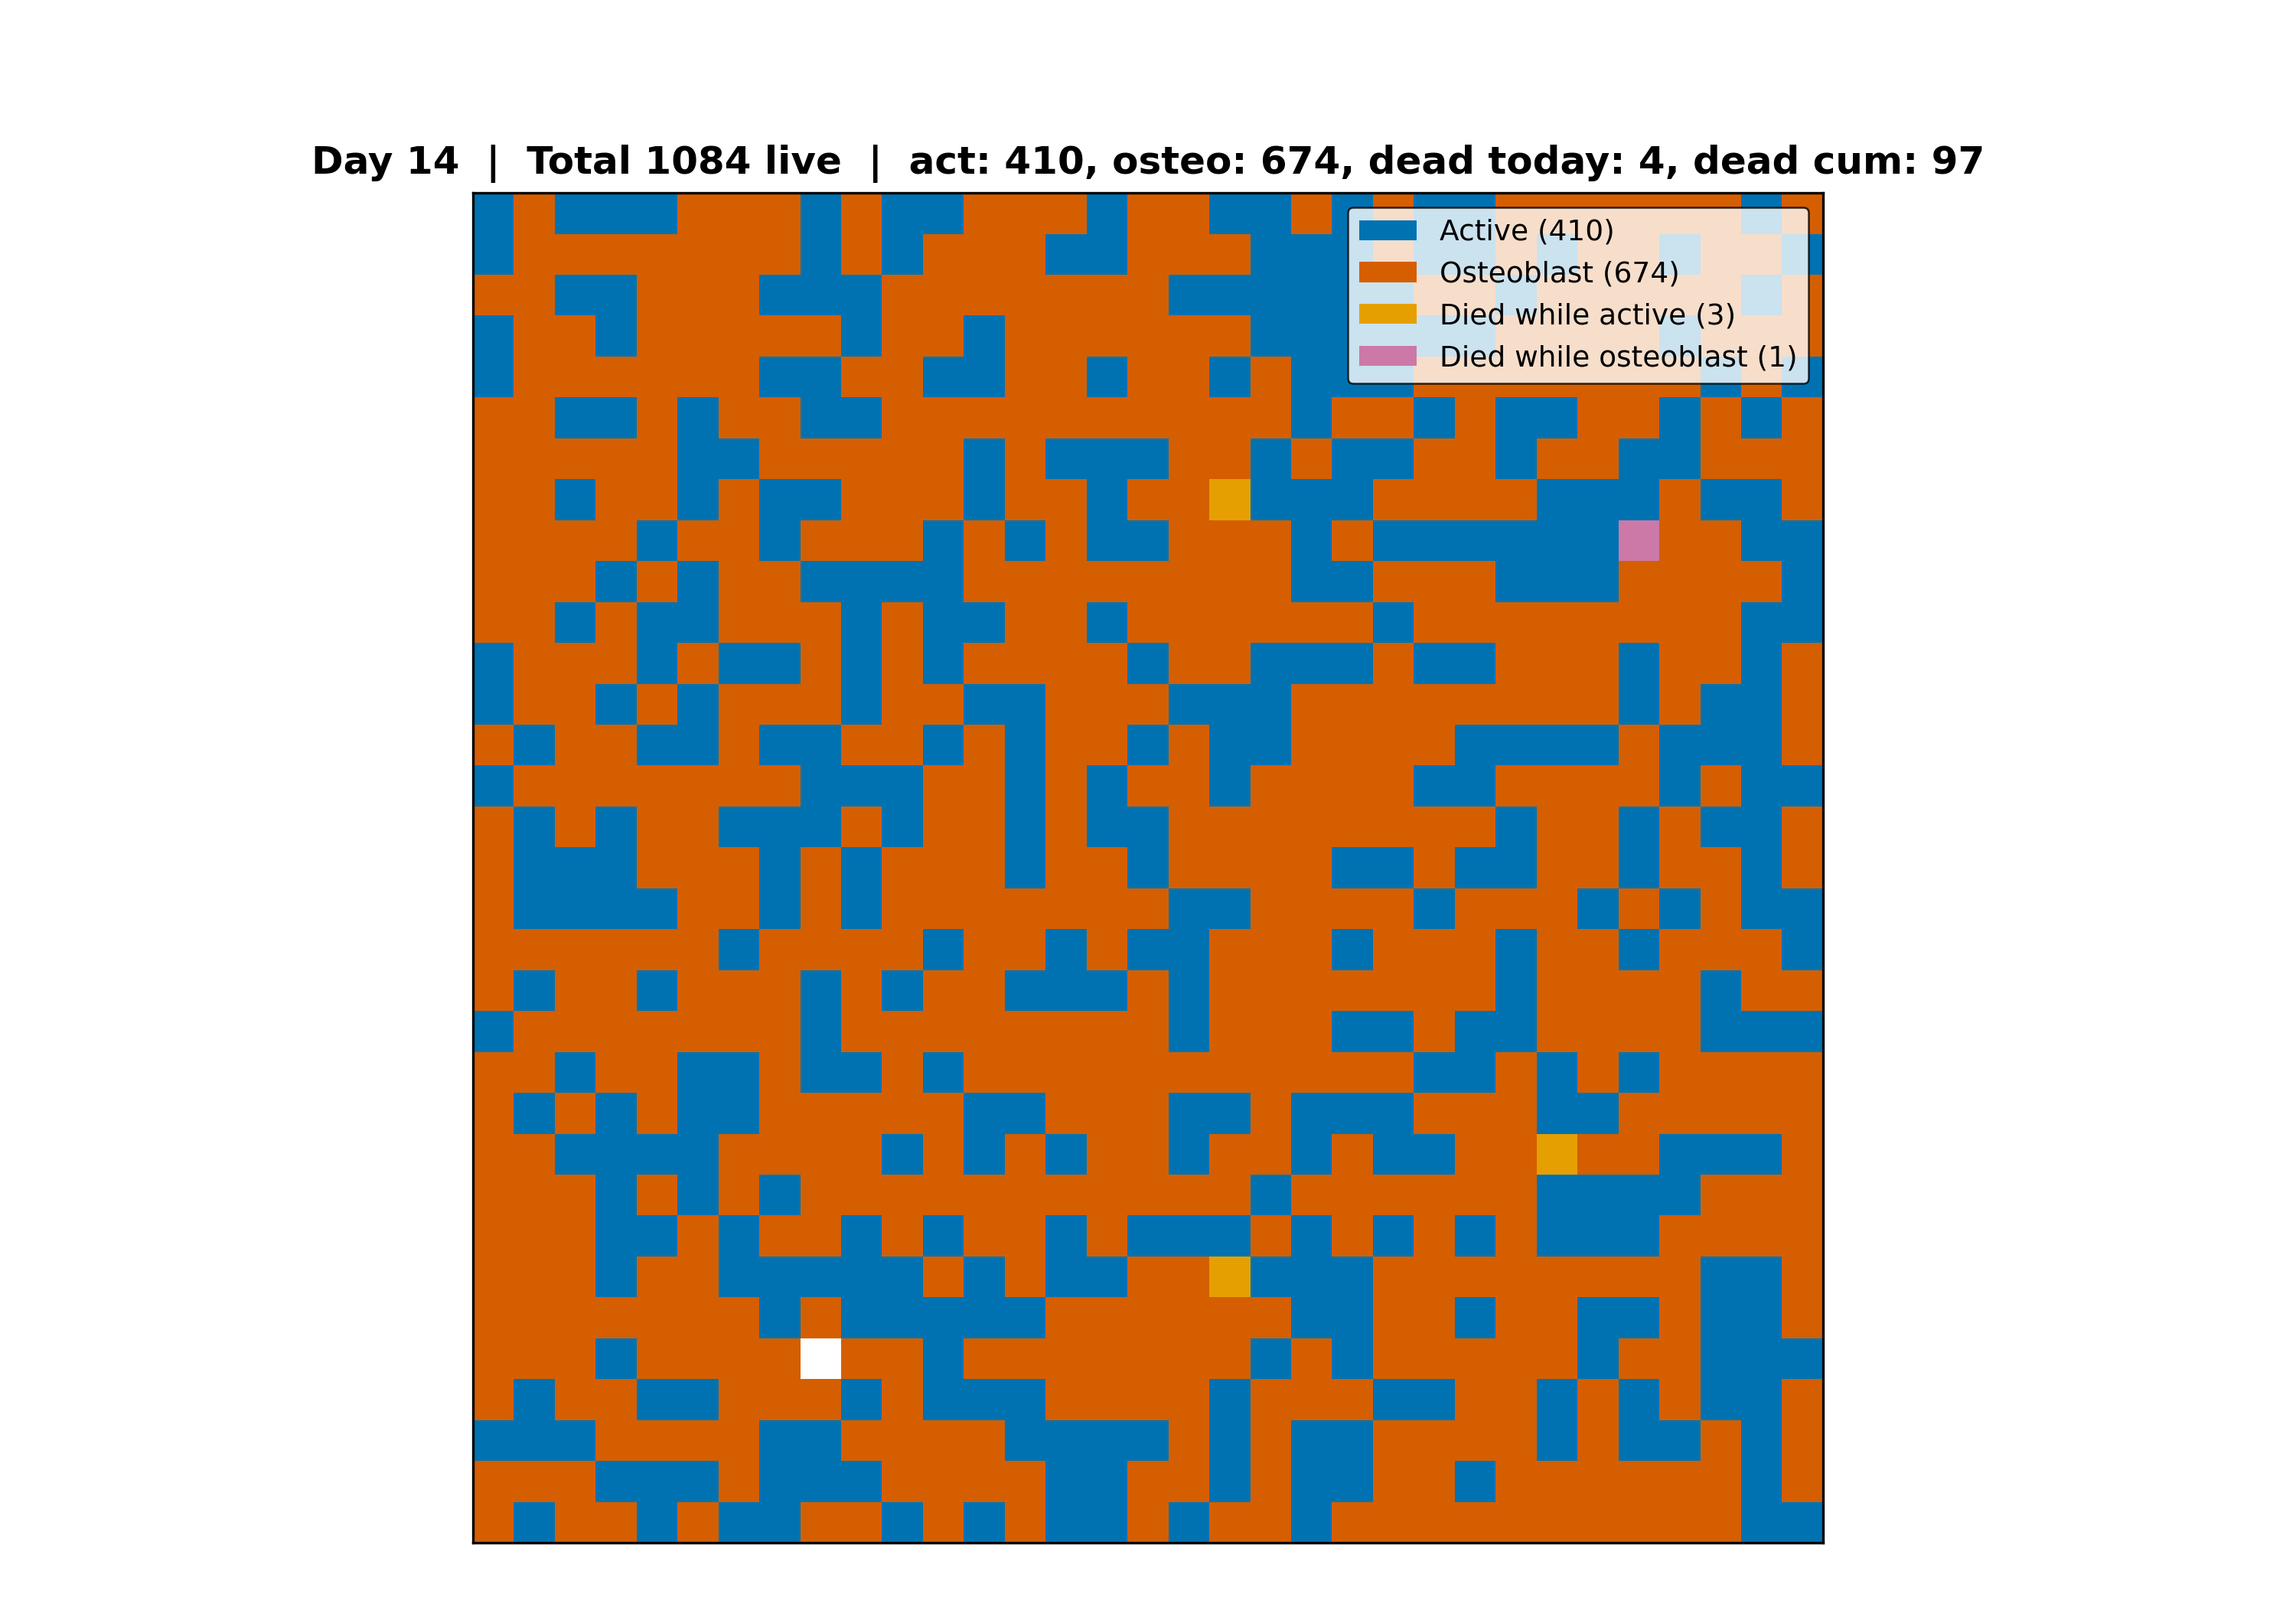 Day 14 | Total 1084 live | act: 410, osteo: 674, dead today: 4, dead cum: 97
Active (410)
Osteoblast (674)
Died while active (3)
Died while osteoblast (1)